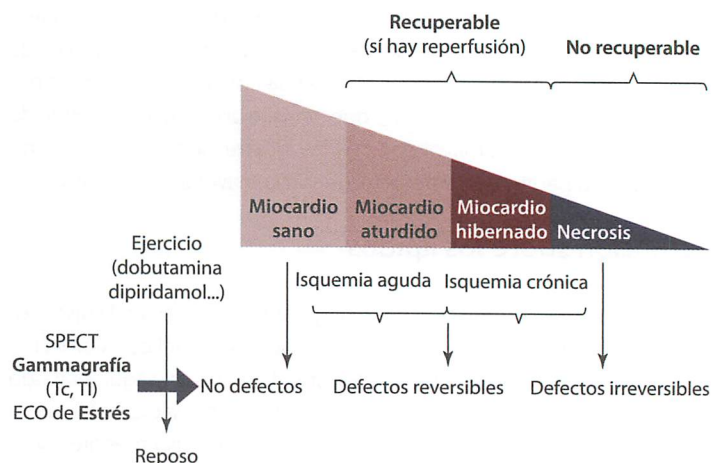 Recuperable
(sí hay reperfusión)
No recuperable
Miocardio
sano
Miocardio
aturdido
Miocardio
hibernado
Necrosis
Ejercicio
(dobutamina
dipiridamol...)
Isquemia aguda
Isquemia crónica
SPECT
Gammagrafía
(Tc, Tl)
ECO de Estrés
No defectos
Defectos reversibles
Defectos irreversibles
Reposo